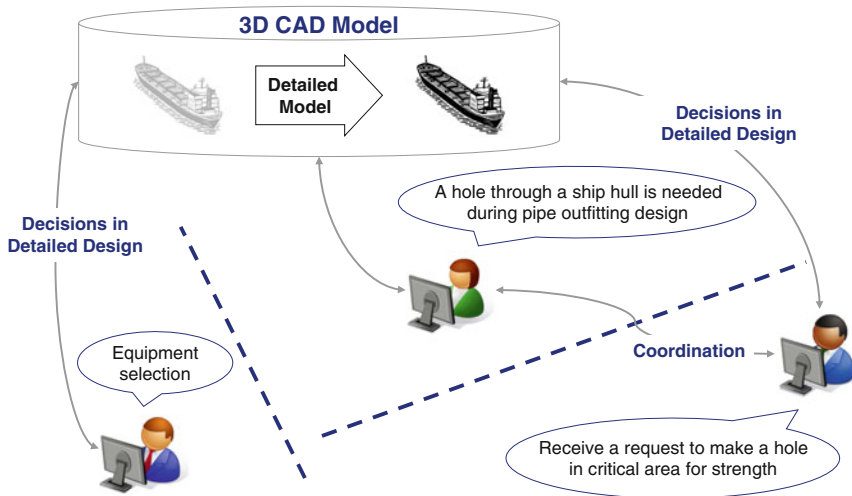 3D CAD Model
Detailed
Model
Decisions in
Detailed Design
A hole through a ship hull is needed
during pipe outfitting design
Decisions in
Detailed Design
Equipment
selection
Coordination
Receive a request to make a hole
in critical area for strength